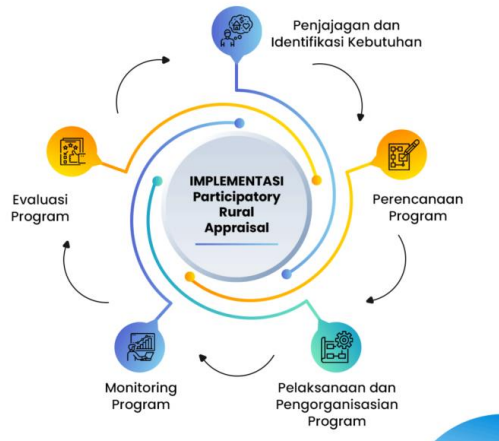 Penjajagan dan
Identifikasi Kebutuhan
IMPLEMENTASI
Participatory
Rural
Appraisal
Evaluasi
Program
Perencanaan
Program
Monitoring
Program
Pelaksanaan dan
Pengorganisasian
Program